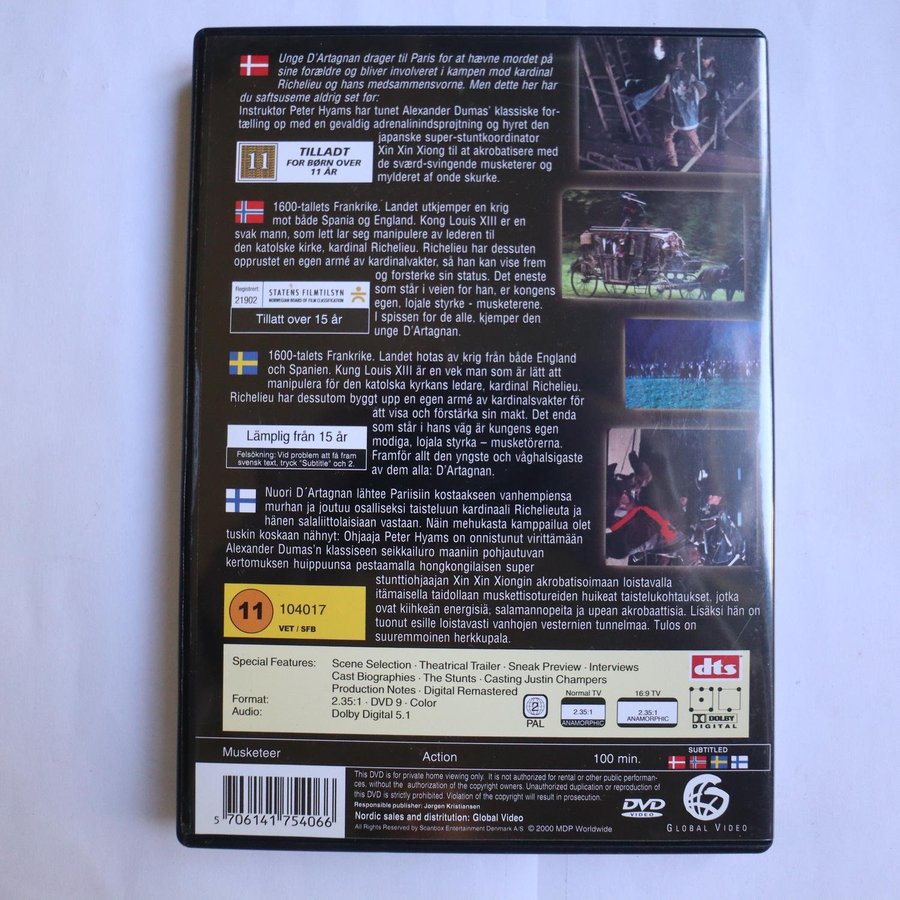 Unge D'Artagnan drager til Paris for at hævne mordet på
sine forældre og bliver involveret i kampen mod kardinal
Richelieu og hans medsammensvorne. Men dette her har
du saftsuseme aldrig set før:
Instruktør Peter Hyams har tunet Alexander Dumas' klassiske for-
tælling op med en gevaldig adrenalinindsprøjtning og hyret den
japanske super-stuntkoordinator
Xin Xin Xiong til at akrobatisere med
de sværd-svingende musketerer og
mylderet af onde skurke.
11
TILLADT
FOR BØRN OVER
11 ÅR
1600-tallets Frankrike. Landet utkjemper en krig
mot både Spania og England. Kong Louis XIII er en
svak mann, som lett lar seg manipulere av lederen til
den katolske kirke, kardinal Richelieu. Richelieu har dessuten
opprustet en egen armé av kardinalvakter, så han kan vise frem
og forsterke sin status. Det eneste
som står i veien for han, er kongens
egen, lojale styrke - musketerene.
I spissen for de alle, kjemper den
unge D'Artagnan.
Registrert:
21902
STATENS FILMTILSYN
NORWEGIAN BOARD OF FILM CLASSIFICATION
Tillatt over 15 år
1600-talets Frankrike. Landet hotas av krig från både England
och Spanien. Kung Louis XIII är en vek man som är lätt att
manipulera för den katolska kyrkans ledare, kardinal Richelieu.
Richelieu har dessutom byggt upp en egen armé av kardinalsvakter för
att visa och förstärka sin makt. Det enda
som står i hans väg är kungens egen
modiga, lojala styrka – musketörerna.
Framför allt den yngste och våghalsigaste
av dem alla: D'Artagnan.
Lämplig från 15 år
Felsökning: Vid problem att få fram
svensk text, tryck "Subtitle" och 2.
Nuori D´Artagnan lähtee Pariisiin kostaakseen vanhempiensa
murhan ja joutuu osalliseksi taisteluun kardinaali Richelieuta ja
hänen salaliittolaisiaan vastaan. Näin mehukasta kamppailua olet
tuskin koskaan nähnyt: Ohjaaja Peter Hyams on onnistunut virittämään
Alexander Dumas'n klassiseen seikkailuro maaniin pohjautuvan
kertomuksen huippuunsa pestaamalla hongkongilaisen super
stunttiohjaajan Xin Xin Xiongin akrobatisoimaan loistavalla
itämaisella taidollaan muskettisotureiden huikeat taistelukohtaukset, jotka
ovat kiihkeän energisiä, salamannopeita ja upean akrobaattisia. Lisäksi hän on
tuonut esille loistavasti vanhojen vesternien tunnelmaa. Tulos on
suuremmoinen herkkupala.
11
104017
VET / SFB
Special Features: Scene Selection · Theatrical Trailer · Sneak Preview · Interviews
Cast Biographies · The Stunts · Casting Justin Champers
Production Notes · Digital Remastered
Format: 2.35:1 · DVD 9 · Color
Audio: Dolby Digital 5.1
2
PAL
Normal TV
2.35:1
ANAMORPHIC
16:9 TV
2.35:1
ANAMORPHIC
dts
DOLBY
DIGITAL
Musketeer Action 100 min.
SUBTITLED
5 706141 754066
This DVD is for private home viewing only. It is not authorized for rental or other public performan-
ces, without the authorization of the copyright owners. Unauthorized duplication or reproduction of
this DVD is strictly prohibited. Violation of the copyright will result in prosecution.
Responsible publisher: Jorgen Kristiansen
Nordic sales and distritution: Global Video
All Rights Reserved by Scanbox Entertainment Denmark A/S © 2000 MDP Worldwide
DVD
VIDEO
GLOBAL VIDEO